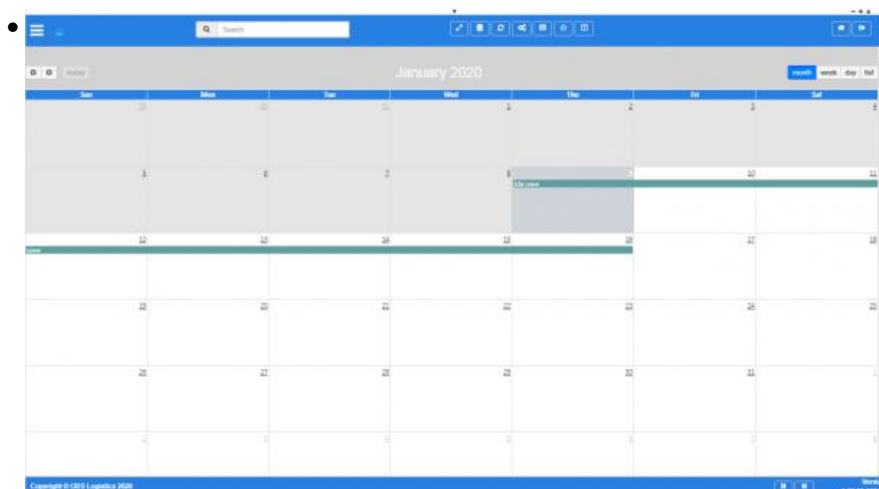 Search
today
January 2020
month week day list
Sun Mon Tue Wed Thu Fri Sat
29 30 31 1 2 3 4
5 6 7 8 9 10 11
Leave
12 13 14 15 16 17 18
19 20 21 22 23 24 25
26 27 28 29 30 31 1
2 3 4 5 6 7 8
Copyright © ODS Logistica 2020